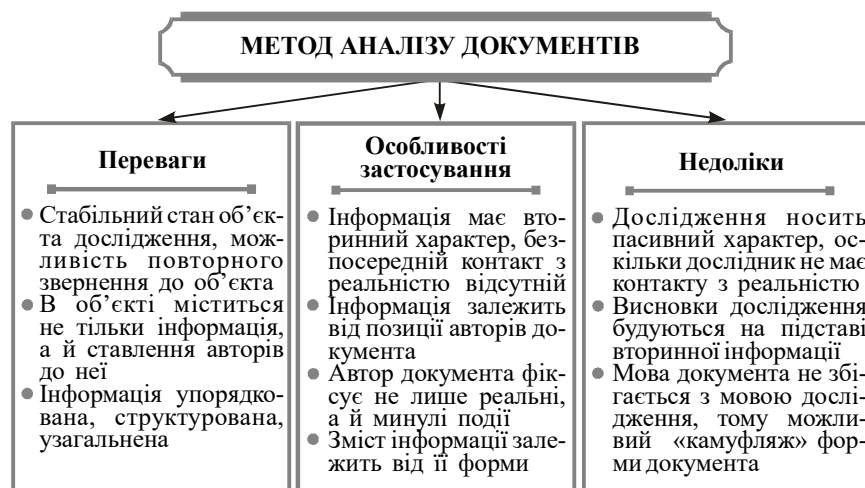 МЕТОД АНАЛІЗУ ДОКУМЕНТІВ
Переваги
Стабільний стан об’єк-
та дослідження, мож-
ливість повторного
звернення до об’єкта
В об’єкті міститься
не тільки інформація,
а й ставлення авторів
до неї
Інформація упорядко-
вана, структурована,
узагальнена
Особливості
застосування
Інформація має вто-
ринний характер, без-
посередній контакт з
реальністю відсутній
Інформація залежить
від позиції авторів до-
кумента
Автор документа фік-
сує не лише реальні,
а й минулі події
Зміст інформації зале-
жить від її форми
Недоліки
Дослідження носить
пасивний характер, ос-
кільки дослідник не має
контакту з реальністю
Висновки дослідження
будуються на підставі
вторинної інформації
Мова документа не збі-
гається з мовою дослі-
дження, тому можли-
вий «камуфляж» фор-
ми документа